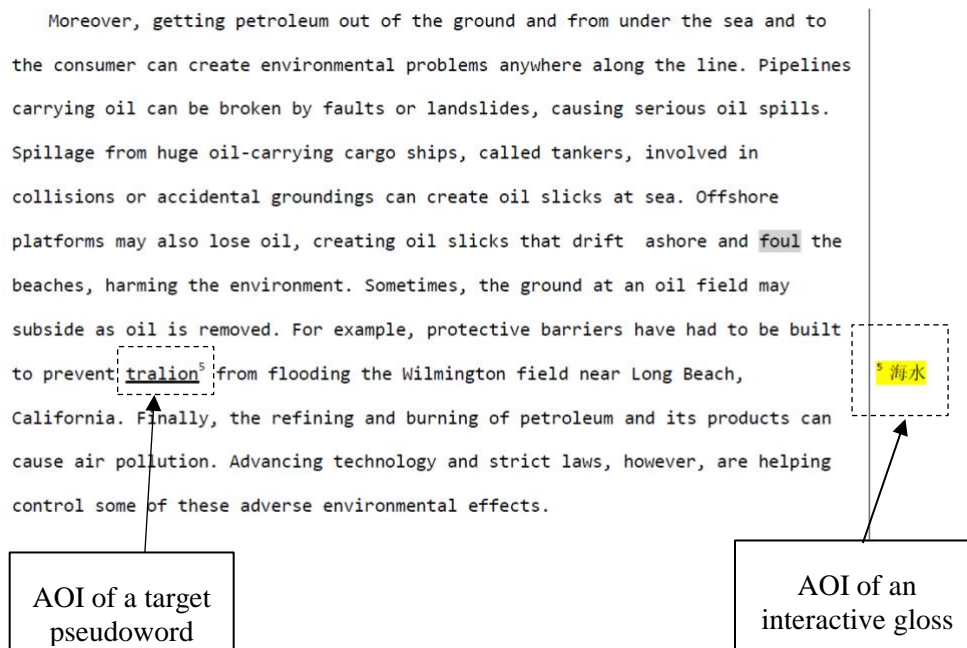 Moreover, getting petroleum out of the ground and from under the sea and to
the consumer can create environmental problems anywhere along the line. Pipelines
carrying oil can be broken by faults or landslides, causing serious oil spills.
Spillage from huge oil-carrying cargo ships, called tankers, involved in
collisions or accidental groundings can create oil slicks at sea. Offshore
platforms may also lose oil, creating oil slicks that drift  ashore and foul the
beaches, harming the environment. Sometimes, the ground at an oil field may
subside as oil is removed. For example, protective barriers have had to be built
to prevent tralion⁵ from flooding the Wilmington field near Long Beach,
⁵ 海水
California. Finally, the refining and burning of petroleum and its products can
cause air pollution. Advancing technology and strict laws, however, are helping
control some of these adverse environmental effects.
AOI of a target
pseudoword
AOI of an
interactive gloss